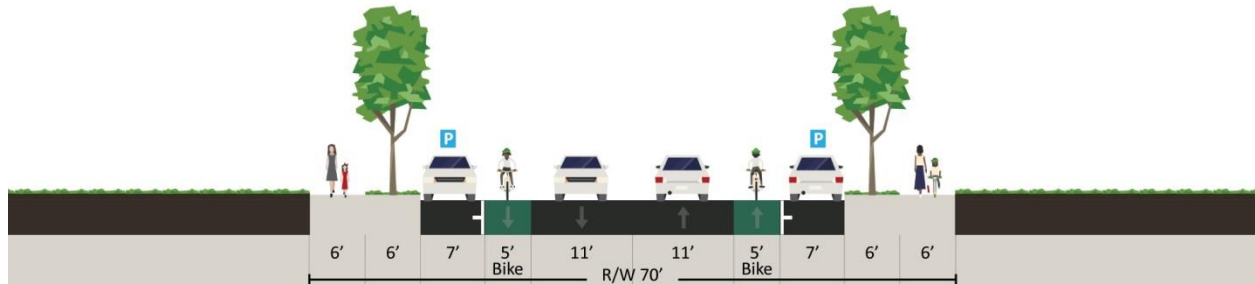 P P
6’ 6’ 7’ 5’ 11’ 11’ 5’ 7’ 6’ 6’
Bike Bike
R/W 70’